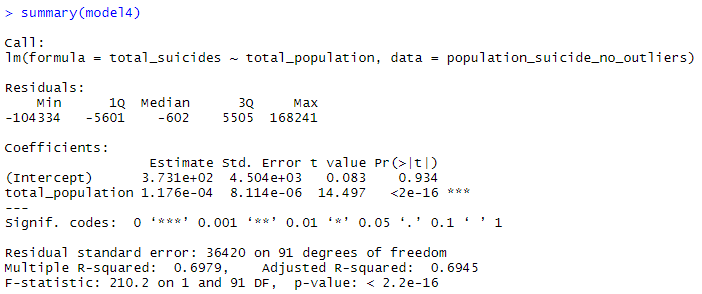 > summary(model4)
Call:
lm(formula = total_suicides ~ total_population, data = population_suicide_no_outliers)
Residuals:
Min 1Q Median 3Q Max
-104334 -5601 -602 5505 168241
Coefficients:
Estimate Std. Error t value Pr(>|t|)
(Intercept) 3.731e+02 4.504e+03 0.083 0.934
total_population 1.176e-04 8.114e-06 14.497 <2e-16 ***
---
Signif. codes: 0 ‘***’ 0.001 ‘**’ 0.01 ‘*’ 0.05 ‘.’ 0.1 ‘ ’ 1
Residual standard error: 36420 on 91 degrees of freedom
Multiple R-squared: 0.6979, Adjusted R-squared: 0.6945
F-statistic: 210.2 on 1 and 91 DF, p-value: < 2.2e-16